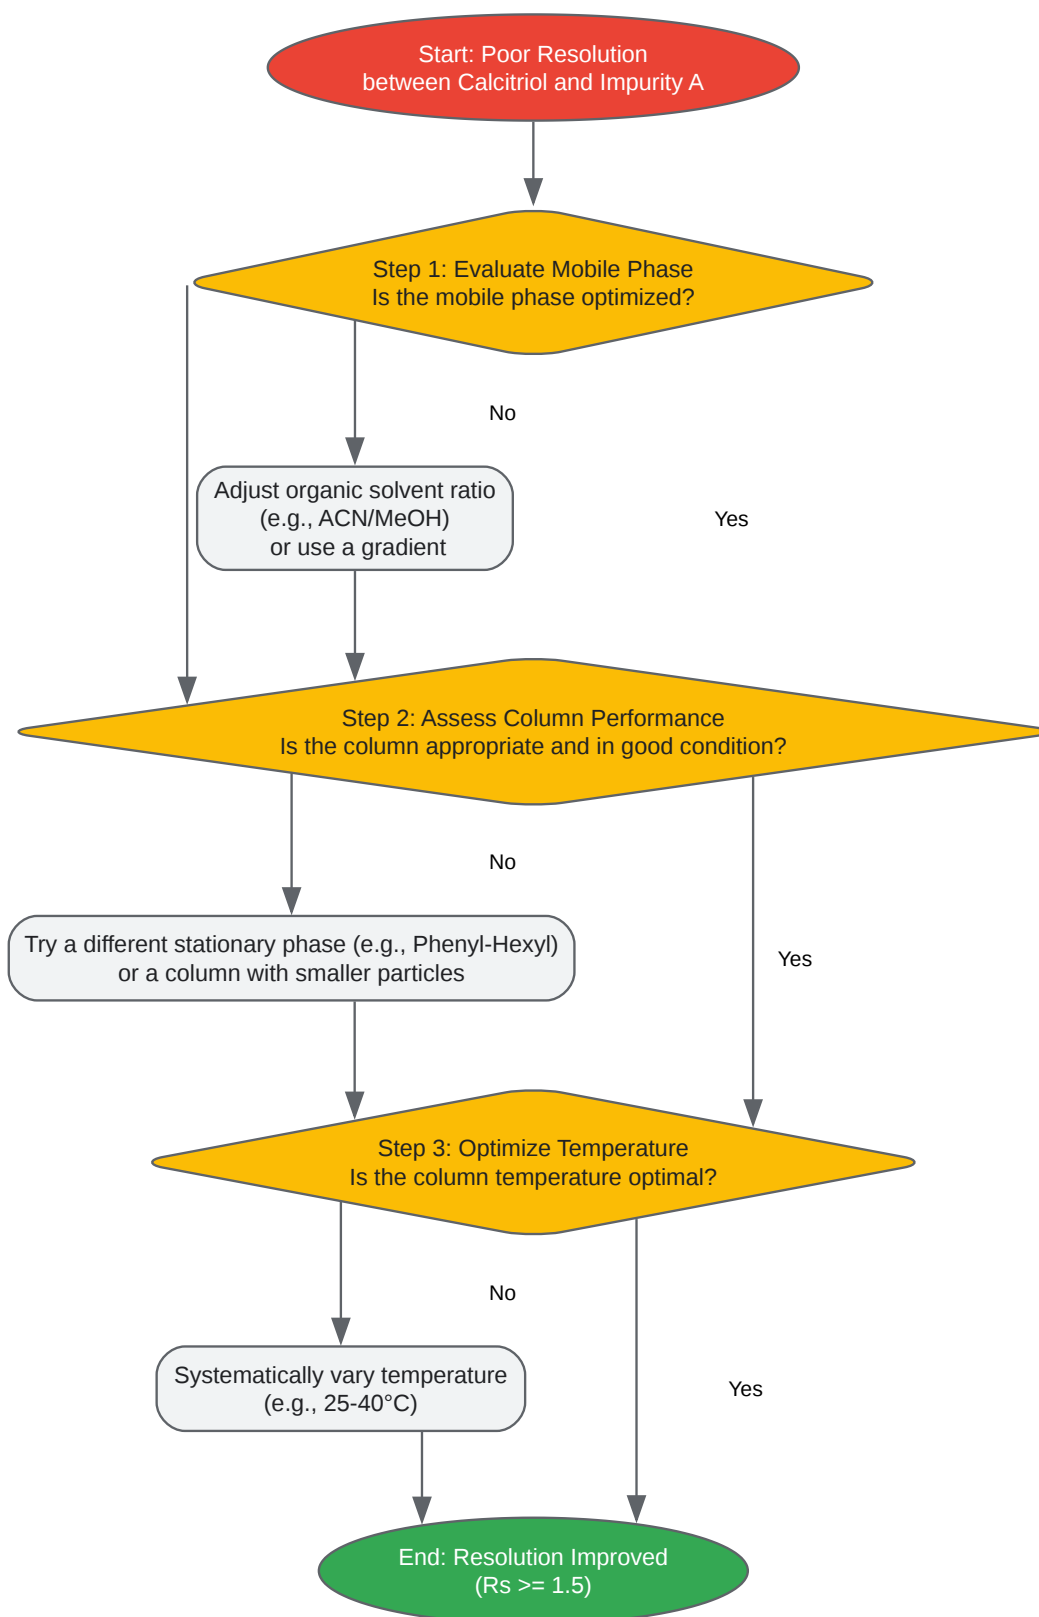 Start: Poor Resolution
between Calcitriol and Impurity A
Step 1: Evaluate Mobile Phase
Is the mobile phase optimized?
No
Adjust organic solvent ratio
(e.g., ACN/MeOH)
or use a gradient
Yes
Step 2: Assess Column Performance
Is the column appropriate and in good condition?
No
Try a different stationary phase (e.g., Phenyl-Hexyl)
or a column with smaller particles
Yes
Step 3: Optimize Temperature
Is the column temperature optimal?
No
Systematically vary temperature
(e.g., 25-40°C)
Yes
End: Resolution Improved
(Rs >= 1.5)